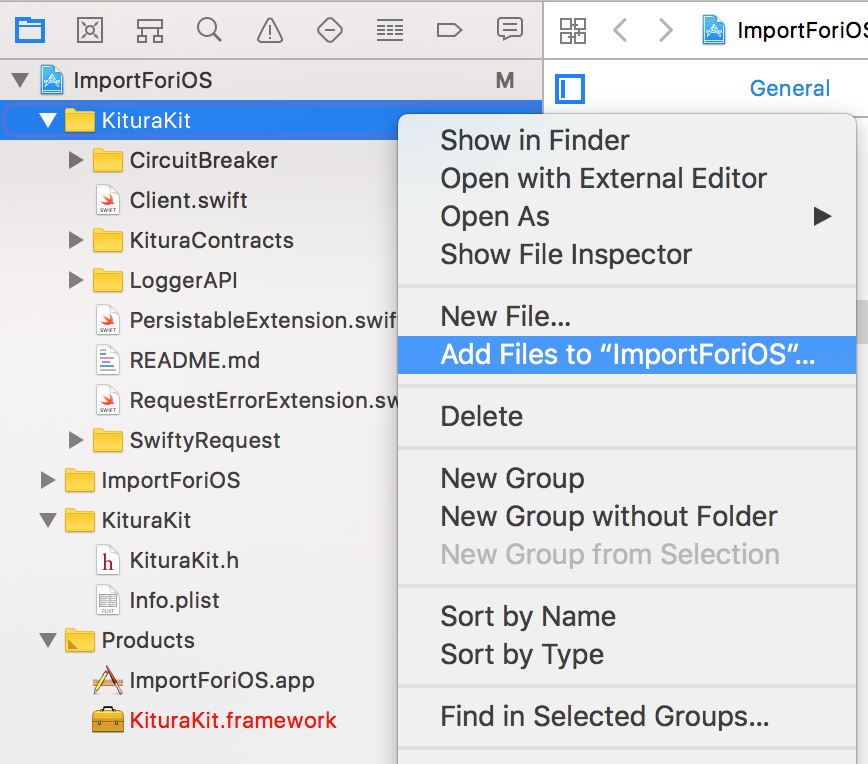 ImportForiOS
ImportForiOS M
General
KituraKit
CircuitBreaker
Client.swift
KituraContracts
LoggerAPI
PersistableExtension.swif
README.md
RequestErrorExtension.sw
SwiftyRequest
ImportForiOS
KituraKit
KituraKit.h
Info.plist
Products
ImportForiOS.app
KituraKit.framework
Show in Finder
Open with External Editor
Open As
Show File Inspector
New File...
Add Files to “ImportForiOS”...
Delete
New Group
New Group without Folder
New Group from Selection
Sort by Name
Sort by Type
Find in Selected Groups...